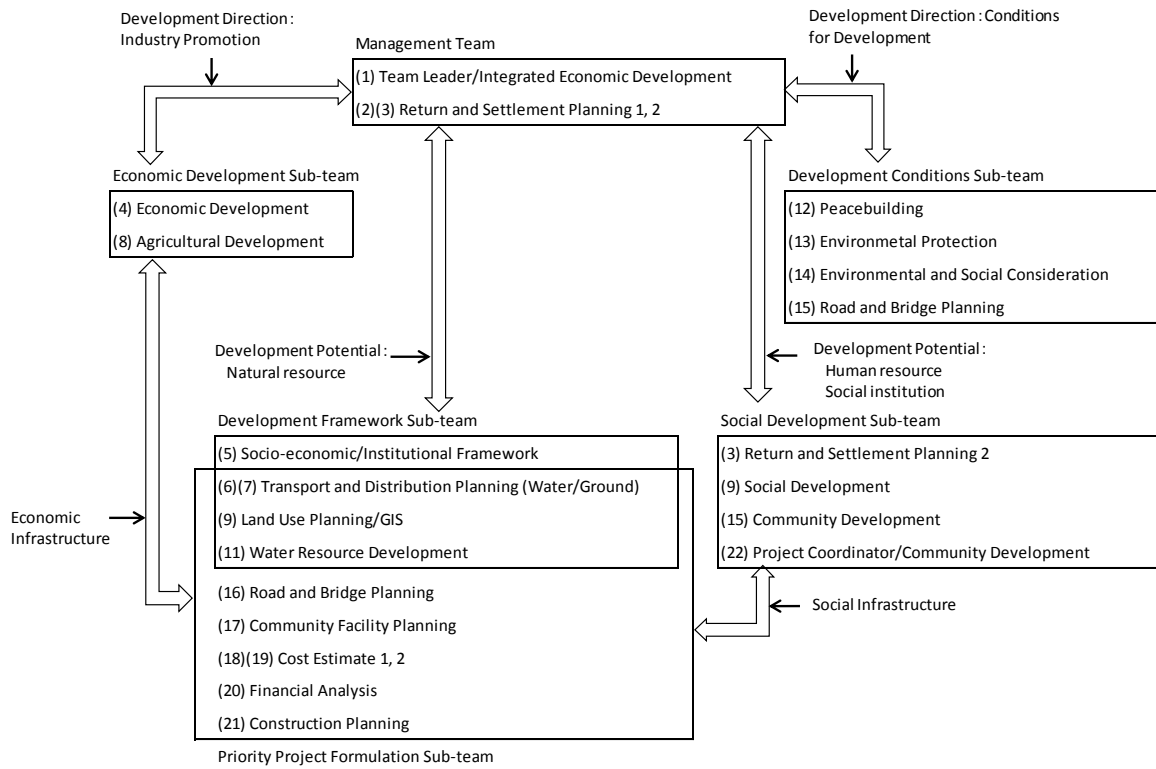 Development Direction: 
Industry Promotion
Development Direction: Conditions
for Development
Management Team
(1) Team Leader/Integrated Economic Development
(2)(3) Return and Settlement Planning 1, 2
Economic Development Sub-team
(4) Economic Development
(8) Agricultural Development
Development Conditions Sub-team
(12) Peacebuilding
(13) Environmetal Protection
(14) Environmental and Social Consideration
(15) Road and Bridge Planning
Development Potential:
Natural resource
Development Potential:
Human resource
Social institution
Development Framework Sub-team
(5) Socio-economic/Institutional Framework
(6)(7) Transport and Distribution Planning (Water/Ground)
(9) Land Use Planning/GIS
(11) Water Resource Development
Social Development Sub-team
(3) Return and Settlement Planning 2
(9) Social Development
(15) Community Development
(22) Project Coordinator/Community Development
Economic
Infrastructure
(16) Road and Bridge Planning
(17) Community Facility Planning
(18)(19) Cost Estimate 1, 2
(20) Financial Analysis
(21) Construction Planning
Social Infrastructure
Priority Project Formulation Sub-team